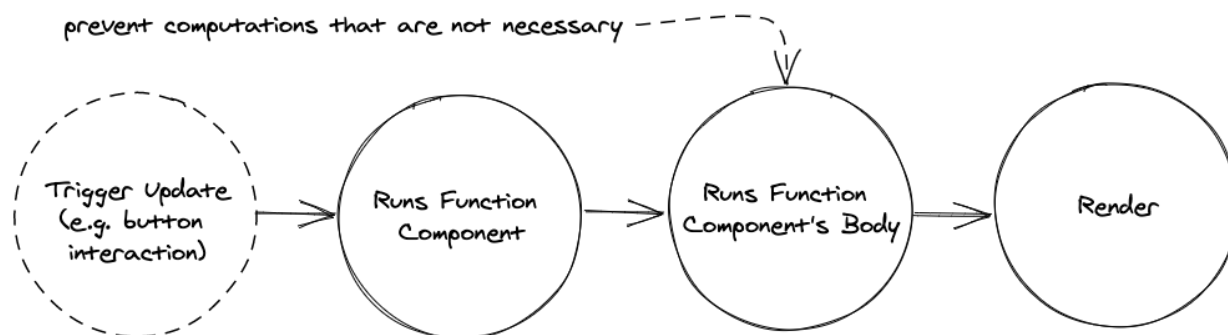 prevent computations that are not necessary
Trigger Update
(e.g. button
interaction)
Runs Function
Component
Runs Function
Component's Body
Render